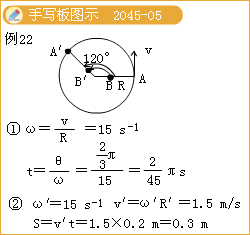 手写板图示 2045-05
例22
v
A′ 120°
B′ B R A
① ω = v/R = 15 s⁻¹
t = θ/ω = (2/3 π)/15 = 2/45 π s
② ω′=15 s⁻¹ v′=ω′R′=1.5 m/s
S=v′t=1.5×0.2 m=0.3 m